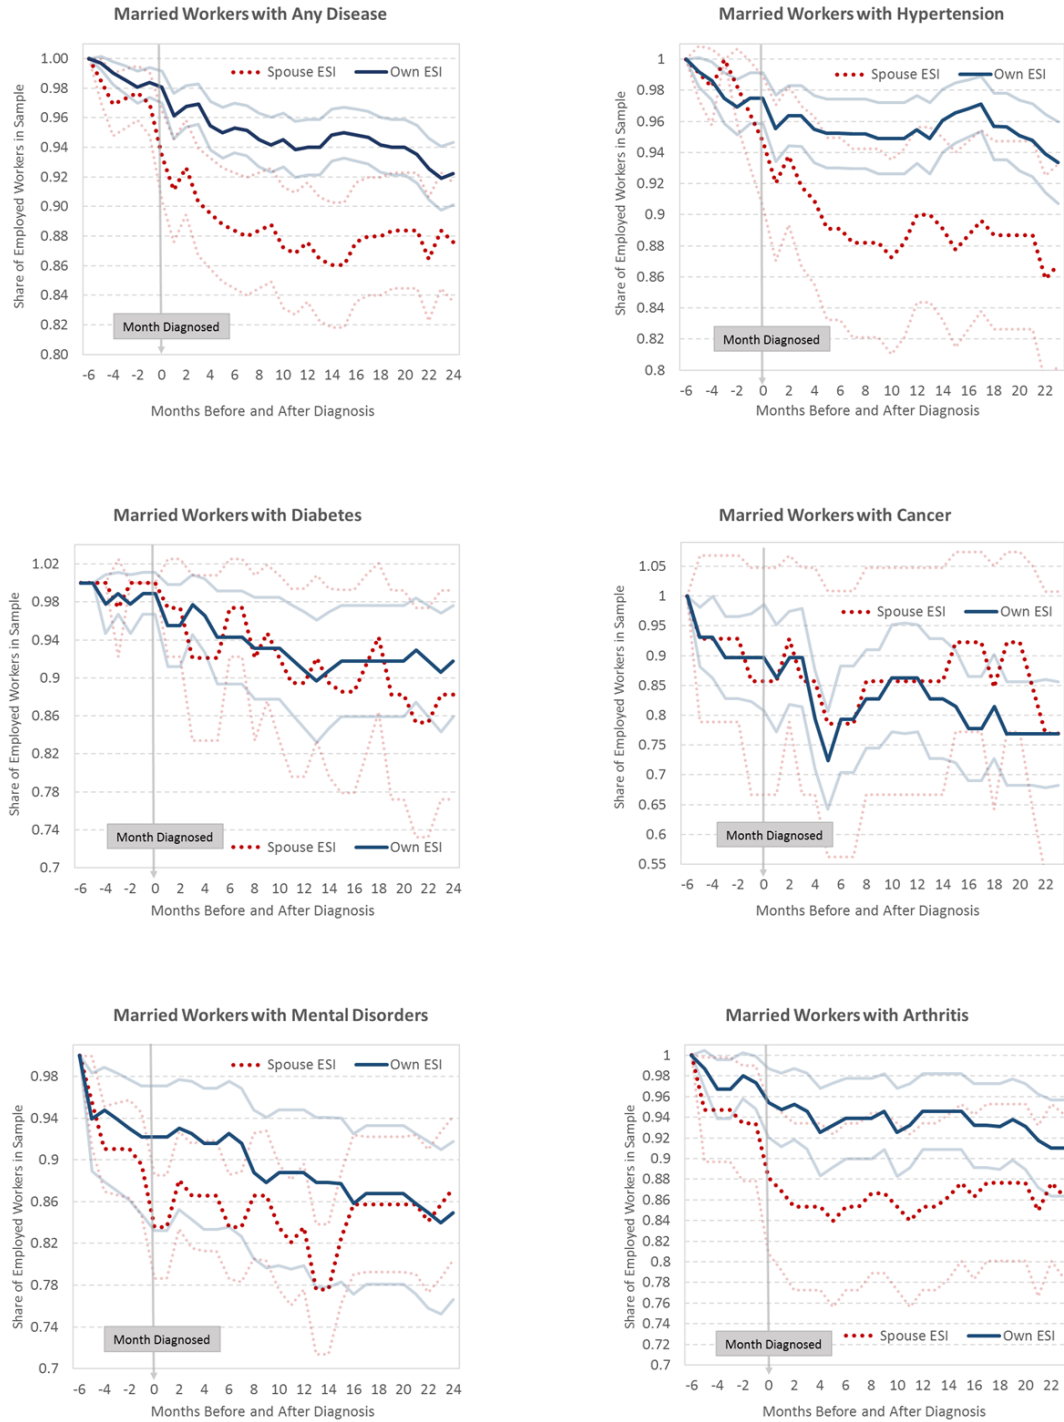 Married Workers with Any Disease
Share of Employed Workers in Sample
1.00
0.98
0.96
0.94
0.92
0.90
0.88
0.86
0.84
0.82
0.80
Spouse ESI
Own ESI
Month Diagnosed
-6 -4 -2 0 2 4 6 8 10 12 14 16 18 20 22 24
Months Before and After Diagnosis
Married Workers with Hypertension
Share of Employed Workers in Sample
1
0.98
0.96
0.94
0.92
0.9
0.88
0.86
0.84
0.82
0.8
Spouse ESI
Own ESI
Month Diagnosed
-6 -4 -2 0 2 4 6 8 10 12 14 16 18 20 22
Months Before and After Diagnosis
Married Workers with Diabetes
Share of Employed Workers in Sample
1.02
0.98
0.94
0.9
0.86
0.82
0.78
0.74
0.7
Month Diagnosed
Spouse ESI
Own ESI
-6 -4 -2 0 2 4 6 8 10 12 14 16 18 20 22 24
Months Before and After Diagnosis
Married Workers with Cancer
Share of Employed Workers in Sample
1.05
1
0.95
0.9
0.85
0.8
0.75
0.7
0.65
0.6
0.55
Spouse ESI
Own ESI
Month Diagnosed
-6 -4 -2 0 2 4 6 8 10 12 14 16 18 20 22
Months Before and After Diagnosis
Married Workers with Mental Disorders
Share of Employed Workers in Sample
0.98
0.94
0.9
0.86
0.82
0.78
0.74
0.7
Spouse ESI
Own ESI
Month Diagnosed
-6 -4 -2 0 2 4 6 8 10 12 14 16 18 20 22 24
Months Before and After Diagnosis
Married Workers with Arthritis
Share of Employed Workers in Sample
1
0.98
0.96
0.94
0.92
0.9
0.88
0.86
0.84
0.82
0.8
0.78
0.76
0.74
0.72
0.7
Month Diagnosed
Spouse ESI
Own ESI
-6 -4 -2 0 2 4 6 8 10 12 14 16 18 20 22
Months Before and After Diagnosis